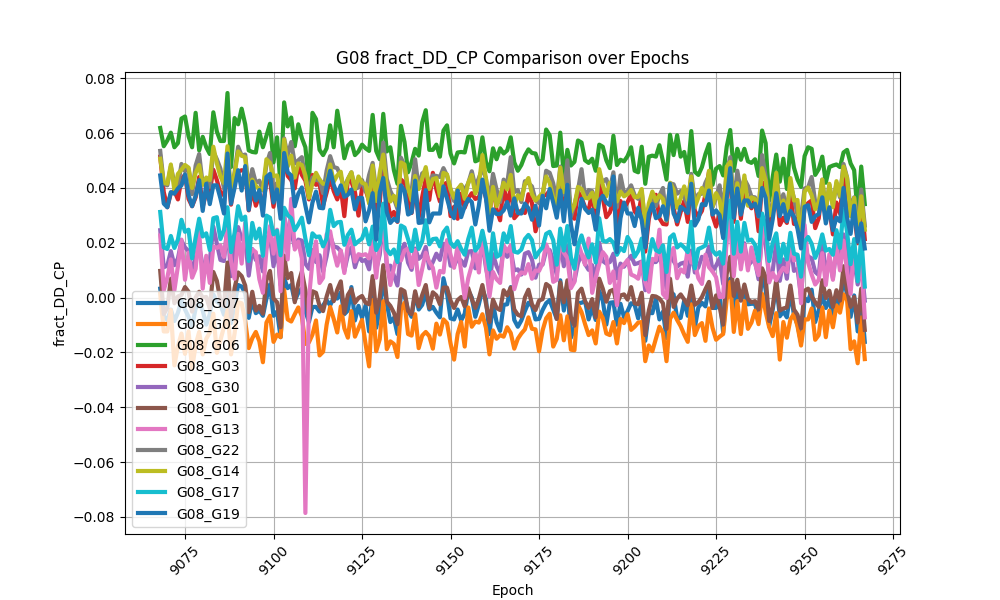 G08 fract_DD_CP Comparison over Epochs
fract_DD_CP
0.08
0.06
0.04
0.02
0.00
−0.02
−0.04
−0.06
−0.08
G08_G07
G08_G02
G08_G06
G08_G03
G08_G30
G08_G01
G08_G13
G08_G22
G08_G14
G08_G17
G08_G19
9075
9100
9125
9150
9175
9200
9225
9250
9275
Epoch